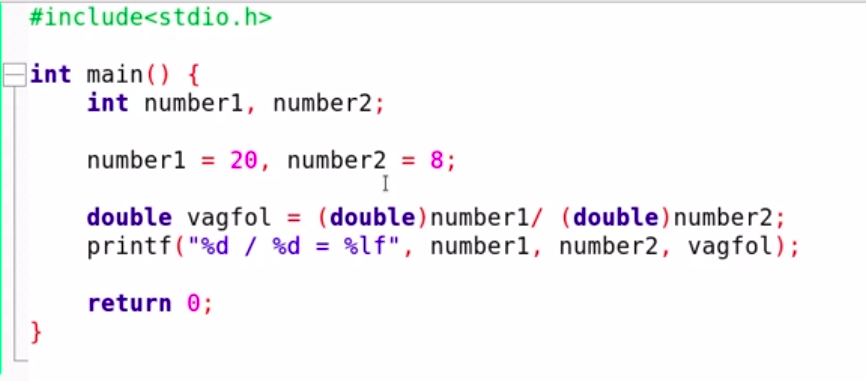 #include<stdio.h>
int main() {
int number1, number2;
number1 = 20, number2 = 8;
double vagfol = (double)number1/ (double)number2;
printf("%d / %d = %lf", number1, number2, vagfol);
return 0;
}